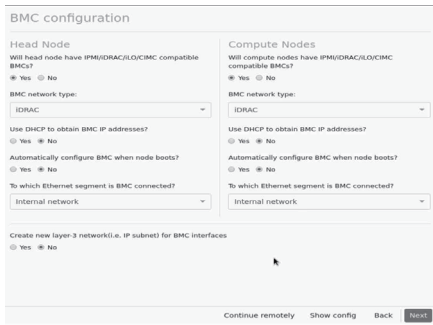 BMC configuration
Head Node
Will head node have IPMI/iDRAC/iLO/CIMC compatible
BMCs?
Yes No
BMC network type:
iDRAC
Use DHCP to obtain BMC IP addresses?
Yes No
Automatically configure BMC when node boots?
Yes No
To which Ethernet segment is BMC connected?
Internal network
Compute Nodes
Will compute nodes have IPMI/iDRAC/iLO/CIMC
compatible BMCs?
Yes No
BMC network type:
iDRAC
Use DHCP to obtain BMC IP addresses?
Yes No
Automatically configure BMC when node boots?
Yes No
To which Ethernet segment is BMC connected?
Internal network
Create new layer-3 network(i.e. IP subnet) for BMC interfaces
Yes No
Continue remotely Show config Back Next